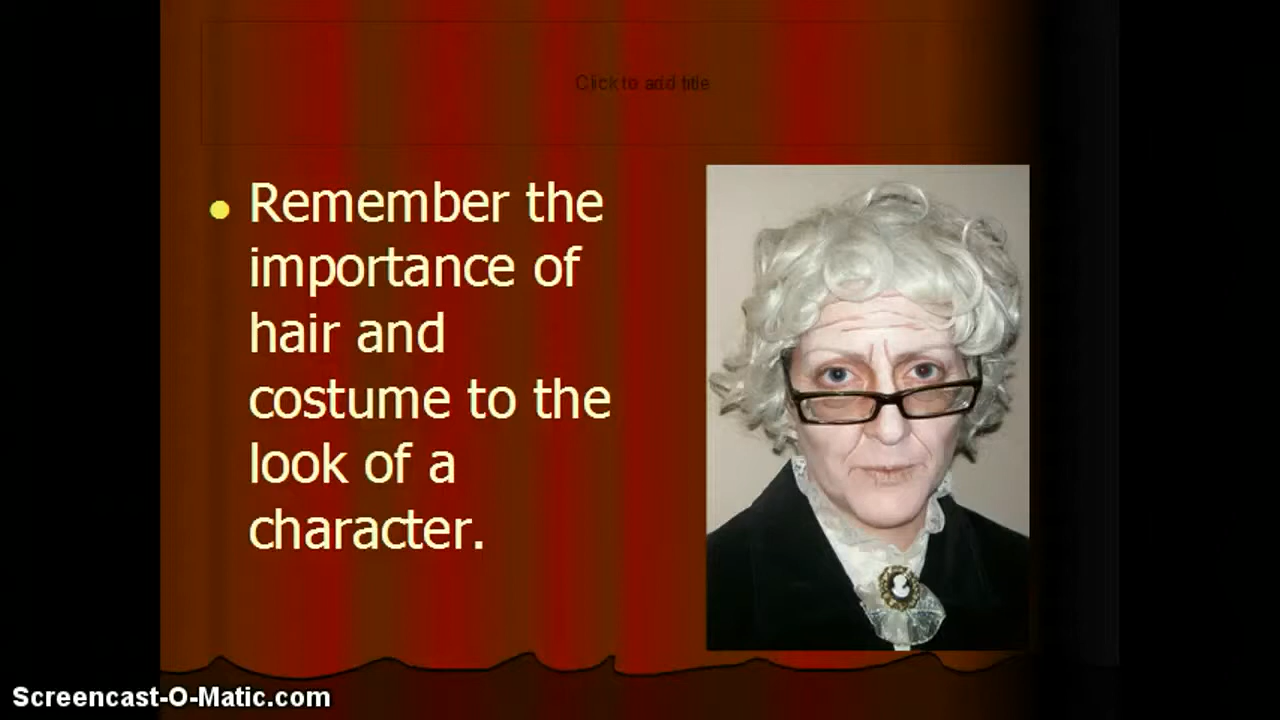 Click to add title
• Remember the
importance of
hair and
costume to the
look of a
character.
Screencast-O-Matic.com